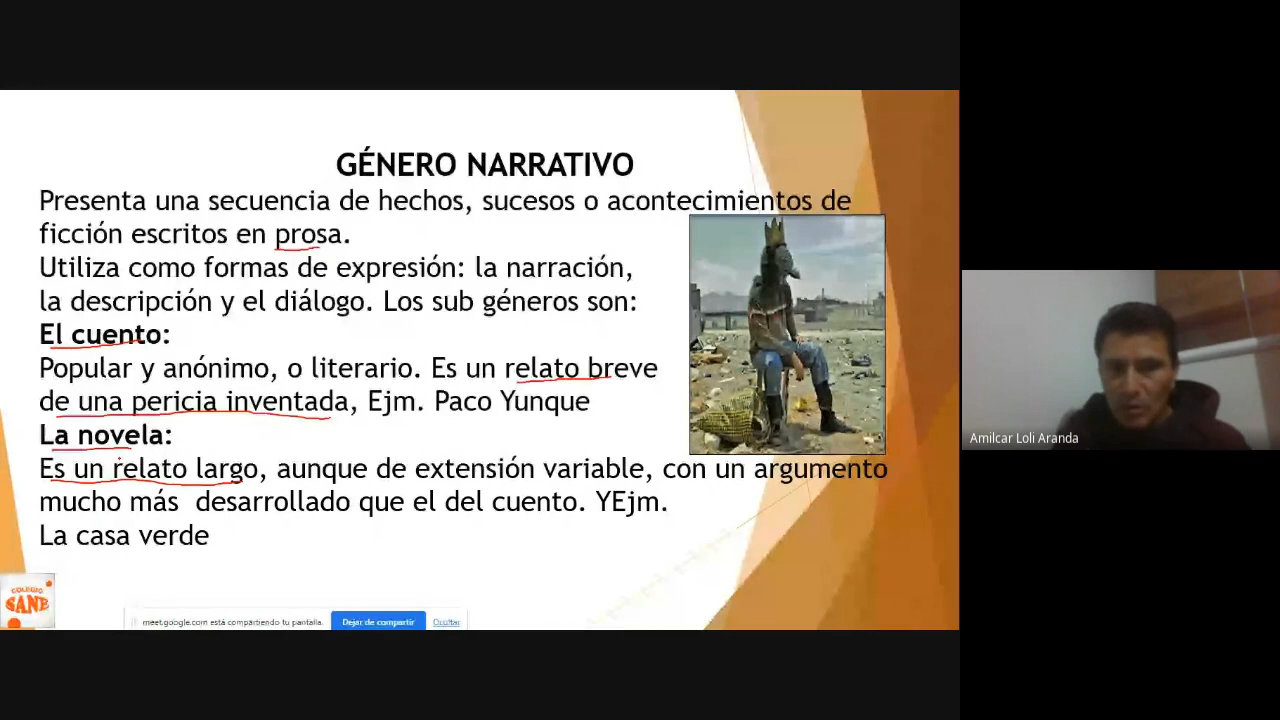 GÉNERO NARRATIVO
Presenta una secuencia de hechos, sucesos o acontecimientos de
ficción escritos en prosa.
Utiliza como formas de expresión: la narración,
la descripción y el diálogo. Los sub géneros son:
El cuento:
Popular y anónimo, o literario. Es un relato breve
de una pericia inventada, Ejm. Paco Yunque
La novela:
Es un relato largo, aunque de extensión variable, con un argumento
mucho más desarrollado que el del cuento. YEjm.
La casa verde
COLEGIO
SANE
meet.google.com está compartiendo tu pantalla.
Dejar de compartir
Ocultar
Amilcar Loli Aranda